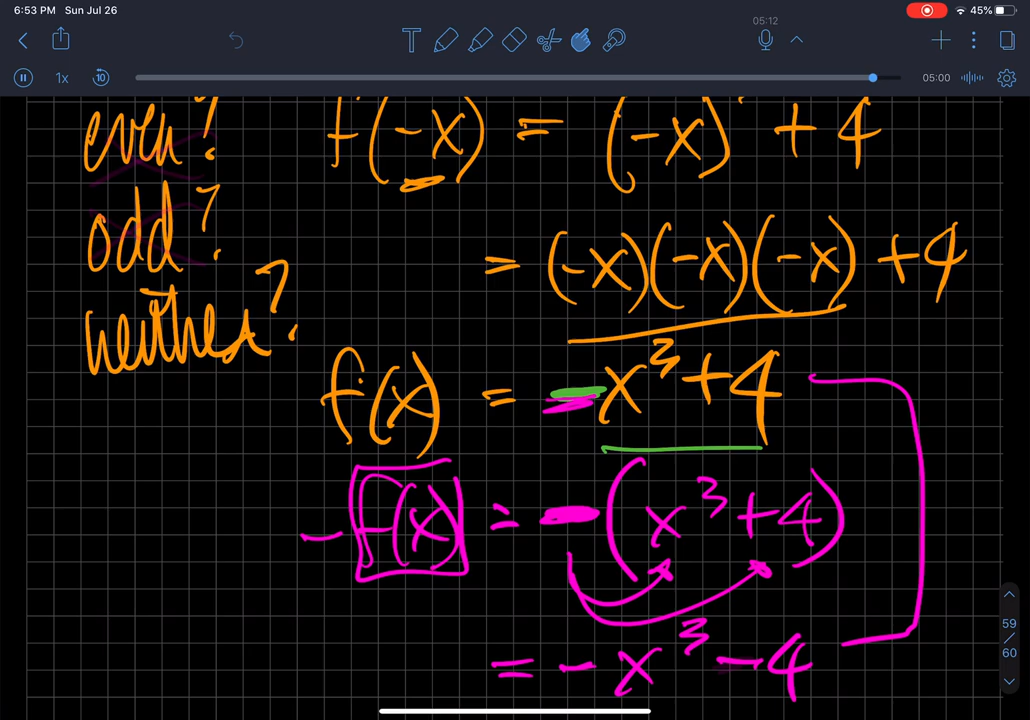 6:53 PM Sun Jul 26
45%
05:12
1x
10
05:00
even?
odd?
neither?
f(-x) = (-x)³ + 4
= (-x)(-x)(-x) + 4
f(x) = -x³ + 4
-f(x) = -(x³ + 4)
= -x³ - 4
59
/
60